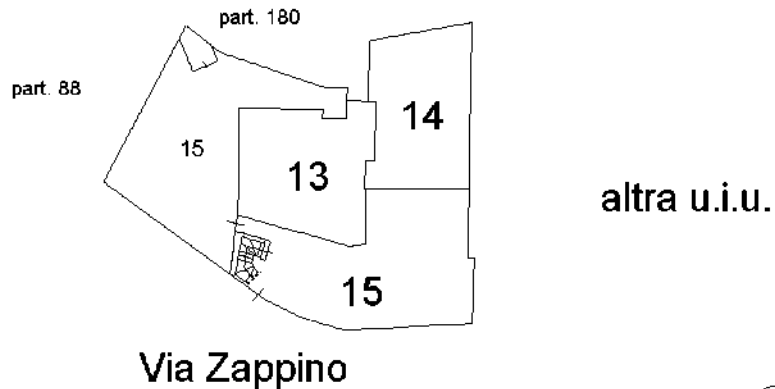 part. 180
part. 88
14
15
13
altra u.i.u.
15
Via Zappino